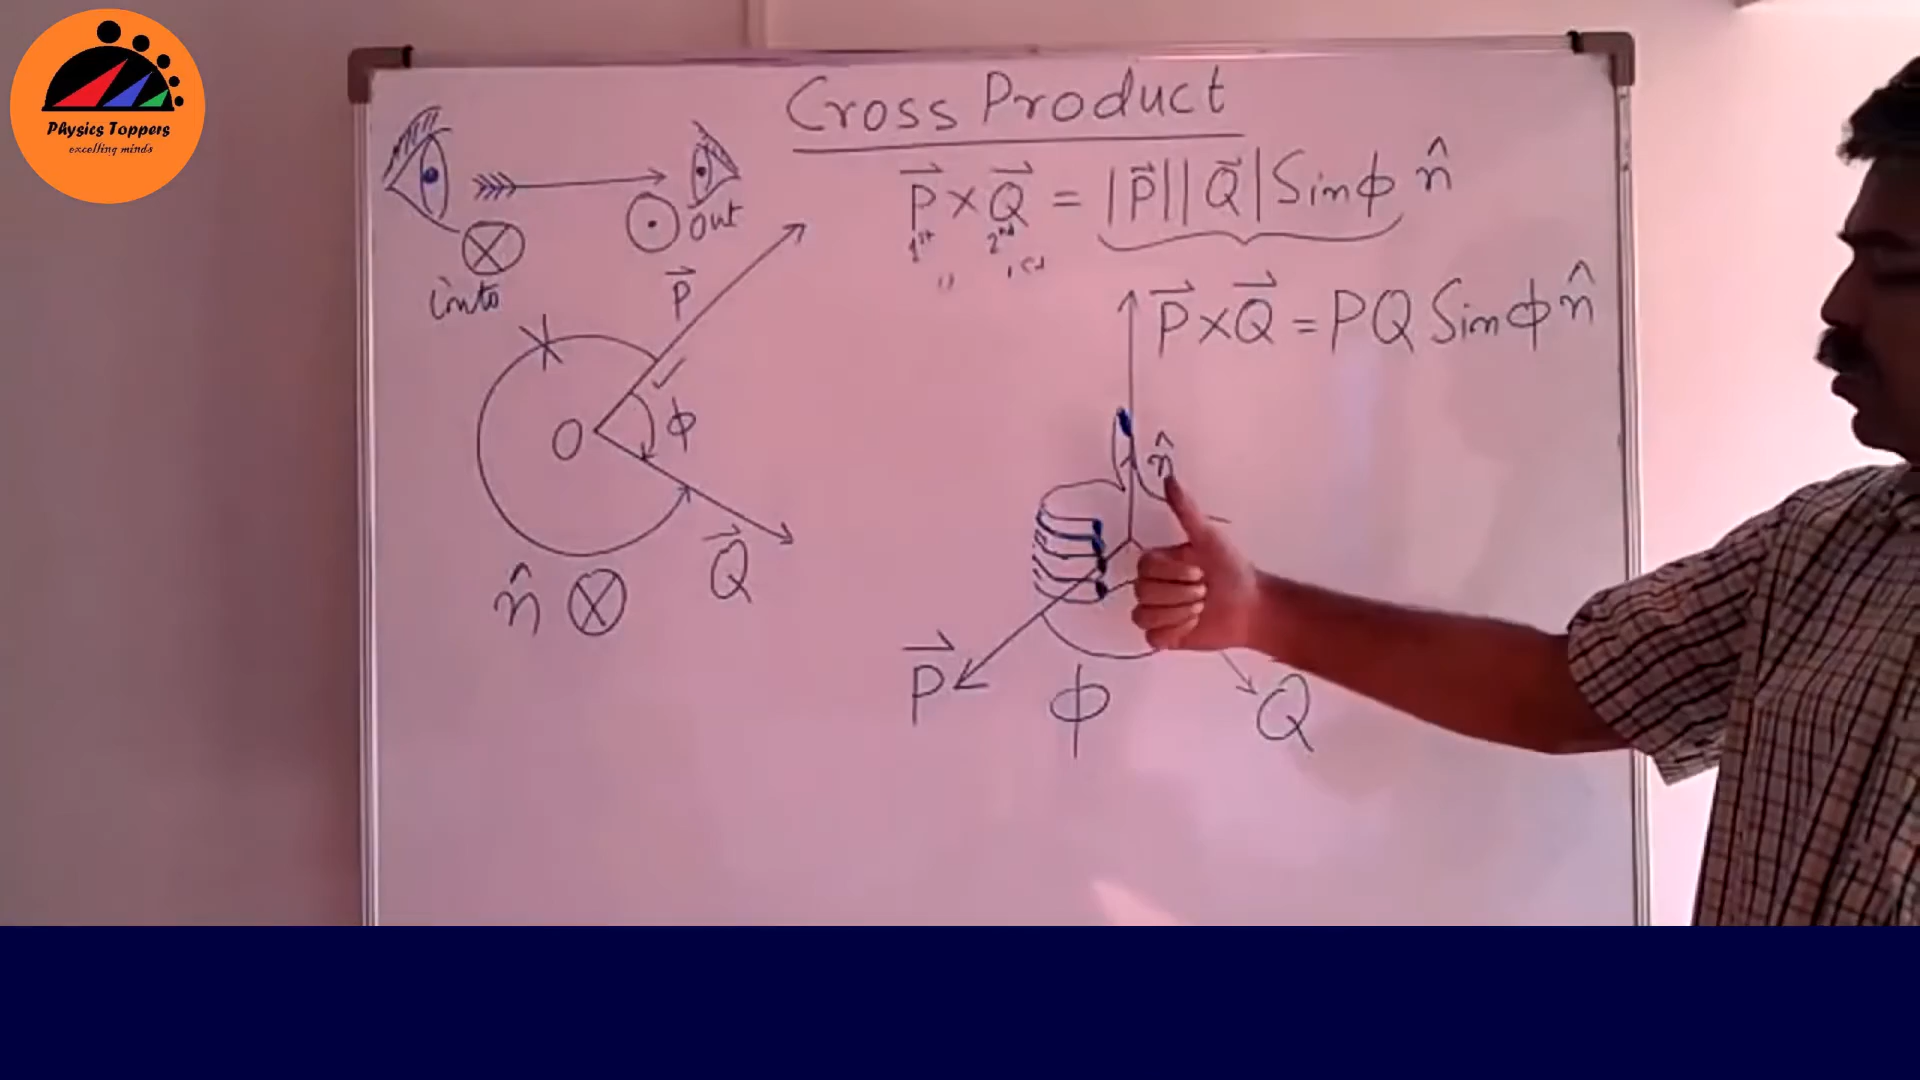 Physics Toppers
excelling minds
Cross Product
P⃗ × Q⃗ = |P⃗||Q⃗| Sinϕ n̂
1st 2nd
out
into
P⃗
P⃗ × Q⃗ = PQ Sinϕ n̂
ϕ
O
n̂
Q⃗
n̂
P⃗
ϕ
Q